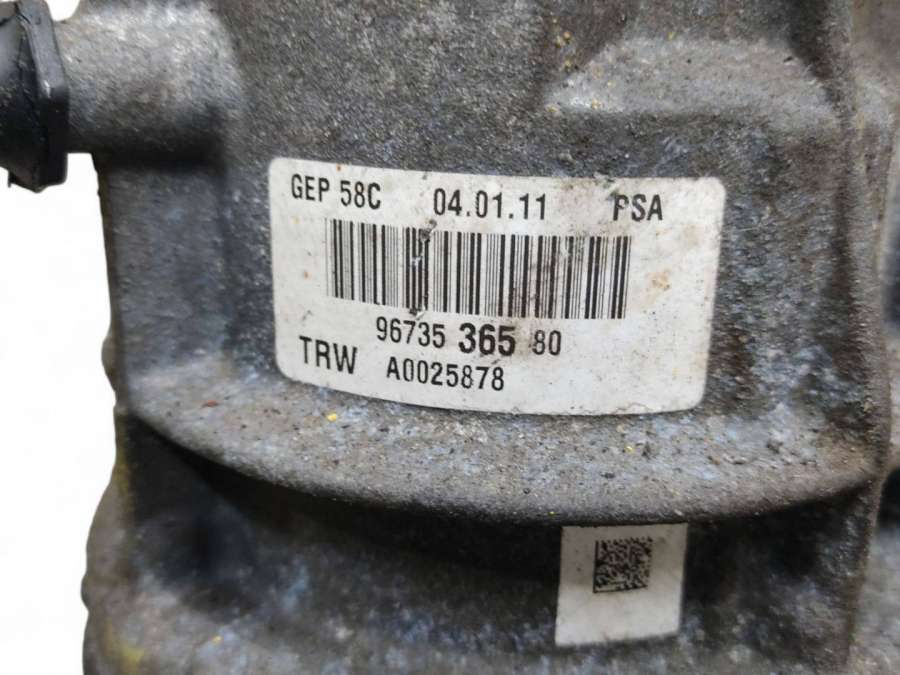 GEP 58C 04.01.11 PSA
96735 365 80
TRW A0025878